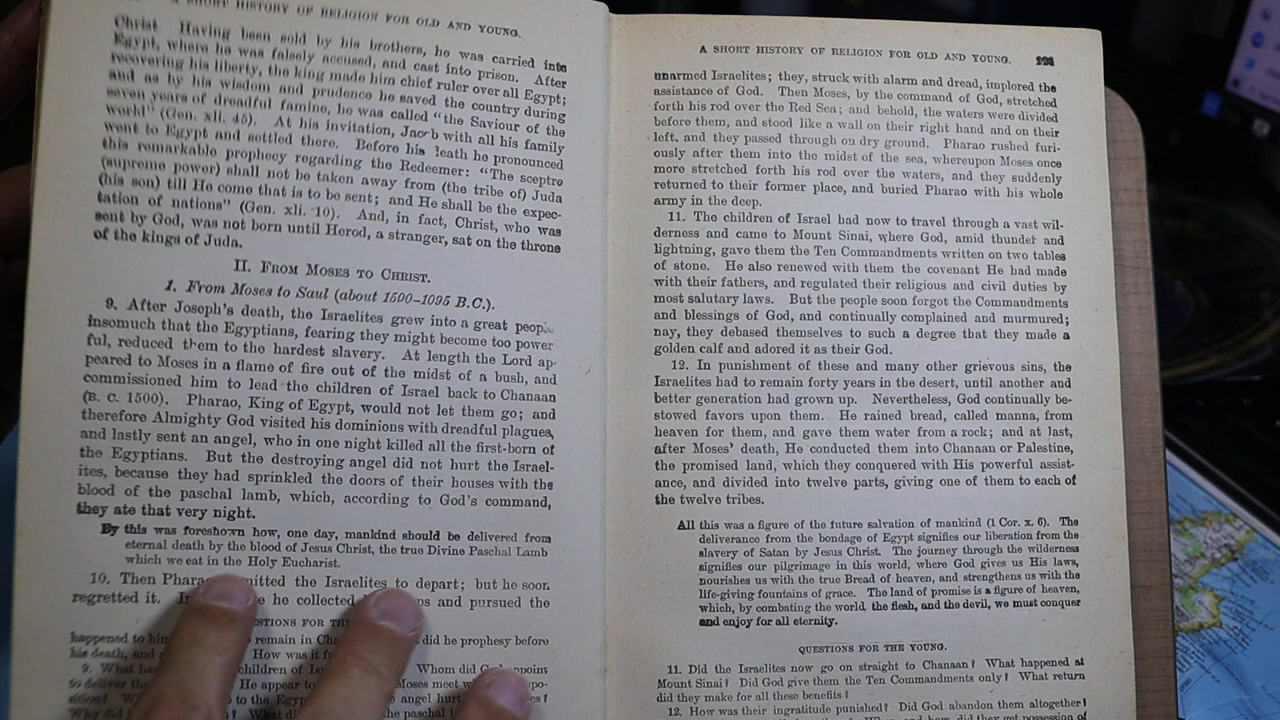 A SHORT HISTORY OF RELIGION FOR OLD AND YOUNG.
Christ Having been sold by his brothers, he was carried into
Egypt, where he was falsely accused, and cast into prison. After
recovering his liberty, the king made him chief ruler over all Egypt;
and as by his wisdom and prudence he saved the country during
seven years of dreadful famine, he was called "the Saviour of the
world" (Gen. xli. 45). At his invitation, Jacob with all his family
went to Egypt and settled there. Before his death he pronounced
this remarkable prophecy regarding the Redeemer: "The sceptre
(supreme power) shall not be taken away from (the tribe of) Juda
(his son) till He come that is to be sent; and He shall be the expec-
tation of nations" (Gen. xli. 10). And, in fact, Christ, who was
sent by God, was not born until Herod, a stranger, sat on the throne
of the kings of Juda.
II. FROM MOSES TO CHRIST.
1. From Moses to Saul (about 1500–1095 B.C.).
9. After Joseph's death, the Israelites grew into a great people
insomuch that the Egyptians, fearing they might become too power
ful, reduced them to the hardest slavery. At length the Lord ap-
peared to Moses in a flame of fire out of the midst of a bush, and
commissioned him to lead the children of Israel back to Chanaan
(B. C. 1500). Pharao, King of Egypt, would not let them go; and
therefore Almighty God visited his dominions with dreadful plagues,
and lastly sent an angel, who in one night killed all the first-born of
the Egyptians. But the destroying angel did not hurt the Israel-
ites, because they had sprinkled the doors of their houses with the
blood of the paschal lamb, which, according to God's command,
they ate that very night.
By this was foreshown how, one day, mankind should be delivered from
eternal death by the blood of Jesus Christ, the true Divine Paschal Lamb
which we eat in the Holy Eucharist.
10. Then Pharao mitted the Israelites to depart; but he soon
regretted it. he collected and pursued the
happened to him remain in did he prophesy before
his death, and How was it
9. What children of Whom did
to deliver He appear to Moses meet
to the angel hurt
What the paschal
A SHORT HISTORY OF RELIGION FOR OLD AND YOUNG.
unarmed Israelites; they, struck with alarm and dread, implored the
assistance of God. Then Moses, by the command of God, stretched
forth his rod over the Red Sea; and behold, the waters were divided
before them, and stood like a wall on their right hand and on their
left, and they passed through on dry ground. Pharao rushed furi-
ously after them into the midst of the sea, whereupon Moses once
more stretched forth his rod over the waters, and they suddenly
returned to their former place, and buried Pharao with his whole
army in the deep.
11. The children of Israel had now to travel through a vast wil-
derness and came to Mount Sinai, where God, amid thunder and
lightning, gave them the Ten Commandments written on two tables
of stone. He also renewed with them the covenant He had made
with their fathers, and regulated their religious and civil duties by
most salutary laws. But the people soon forgot the Commandments
and blessings of God, and continually complained and murmured;
nay, they debased themselves to such a degree that they made a
golden calf and adored it as their God.
12. In punishment of these and many other grievous sins, the
Israelites had to remain forty years in the desert, until another and
better generation had grown up. Nevertheless, God continually be-
stowed favors upon them. He rained bread, called manna, from
heaven for them, and gave them water from a rock; and at last,
after Moses' death, He conducted them into Chanaan or Palestine,
the promised land, which they conquered with His powerful assist-
ance, and divided into twelve parts, giving one of them to each of
the twelve tribes.
All this was a figure of the future salvation of mankind (1 Cor. x. 6). The
deliverance from the bondage of Egypt signifies our liberation from the
slavery of Satan by Jesus Christ. The journey through the wilderness
signifies our pilgrimage in this world, where God gives us His laws,
nourishes us with the true Bread of heaven, and strengthens us with the
life-giving fountains of grace. The land of promise is a figure of heaven,
which, by combating the world, the flesh, and the devil, we must conquer
and enjoy for all eternity.
QUESTIONS FOR THE YOUNG.
11. Did the Israelites now go on straight to Chanaan? What happened at
Mount Sinai? Did God give them the Ten Commandments only? What return
did they make for all these benefits?
12. How was their ingratitude punished? Did God abandon them altogether?